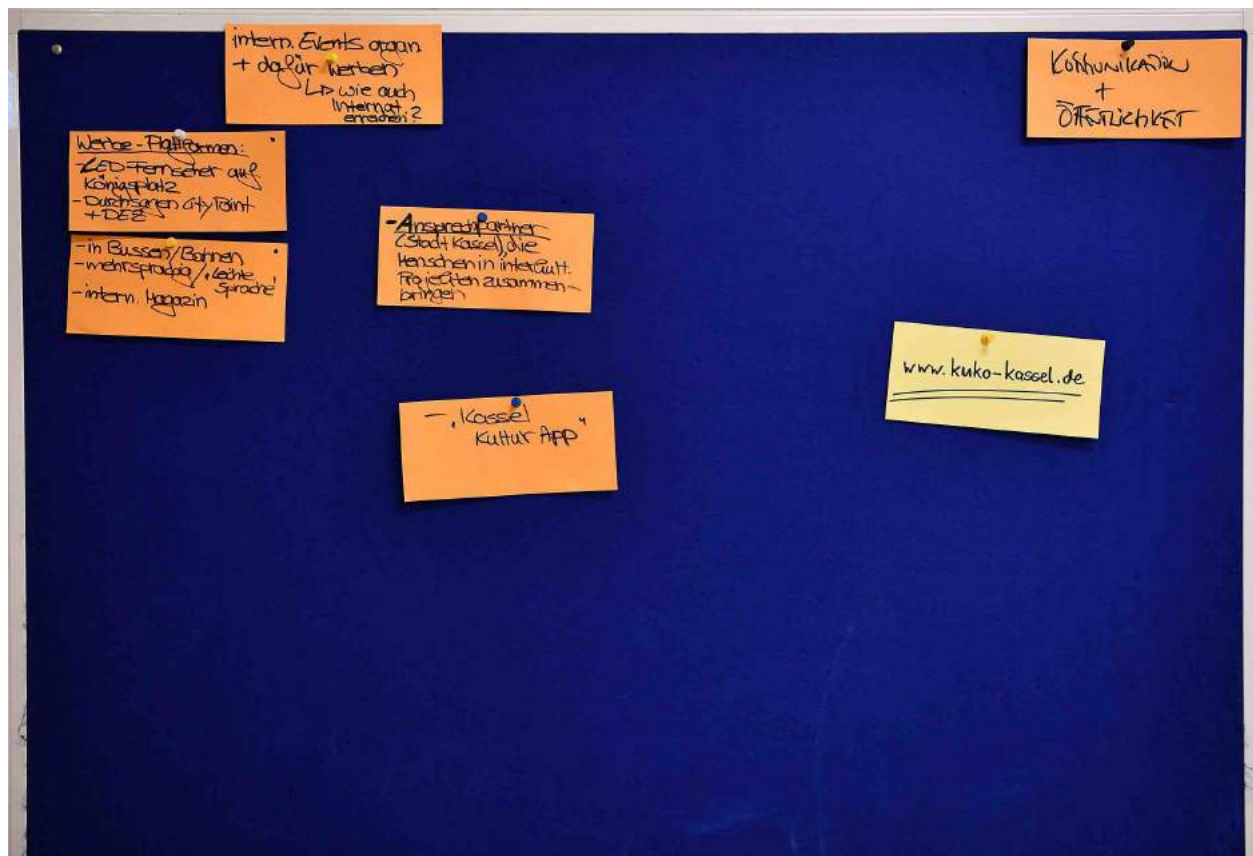 intern. Events organ.
+ dafür werben
↳ wie auch
Internat.
erreichen?
KOMMUNIKATION
+
ÖFFENTLICHKEIT
Werbe-Plattformen:
-LED-Fernseher auf
Königsplatz
-Durchsagen City Point
+DEZ
-in Bussen/Bahnen
-mehrsprachig/"Leichte
Sprache"
-intern. Magazin
-Ansprechpartner
(Stadt Kassel), die
Menschen in interkult.
Projekten zusammen-
bringen
www.kuko-kassel.de
- "Kassel
Kultur App"